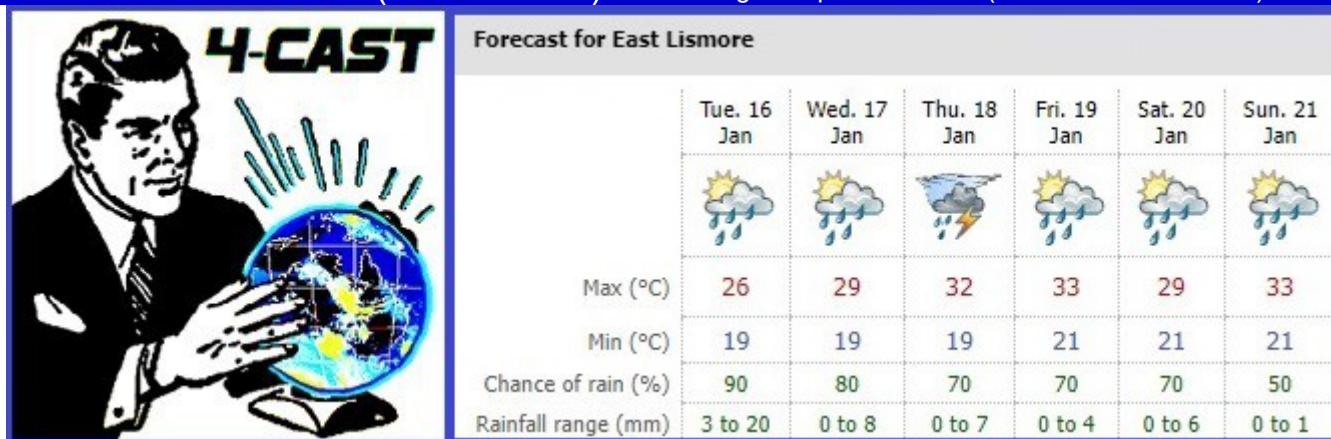 4-CAST
Forecast for East Lismore
Tue. 16 Jan Wed. 17 Jan Thu. 18 Jan Fri. 19 Jan Sat. 20 Jan Sun. 21 Jan
Max (°C) 26 29 32 33 29 33
Min (°C) 19 19 19 21 21 21
Chance of rain (%) 90 80 70 70 70 50
Rainfall range (mm) 3 to 20 0 to 8 0 to 7 0 to 4 0 to 6 0 to 1